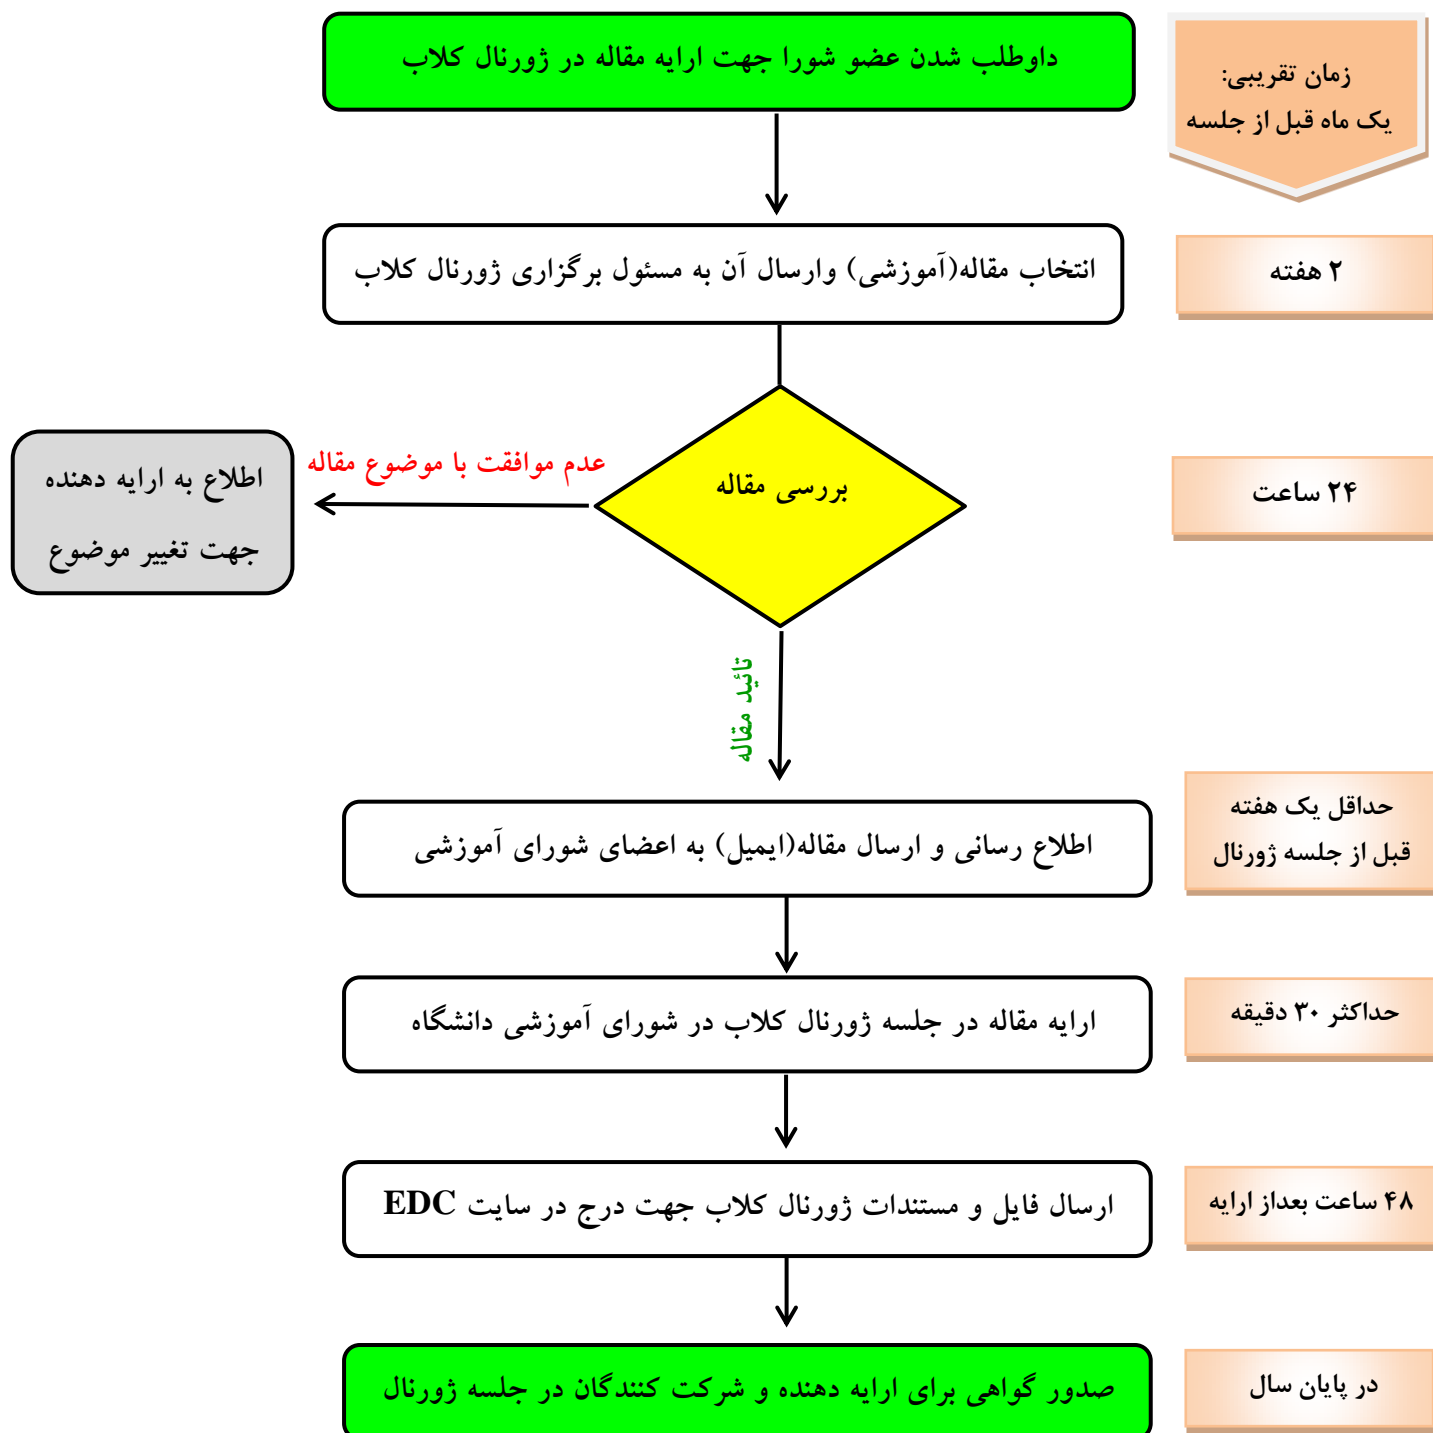 داوطلب شدن عضو شورا جهت ارایه مقاله در ژورنال کلاب
زمان تقریبی:
یک ماه قبل از جلسه
انتخاب مقاله(آموزشی) وارسال آن به مسئول برگزاری ژورنال کلاب
۲ هفته
بررسی مقاله
عدم موافقت با موضوع مقاله
اطلاع به ارایه دهنده
جهت تغییر موضوع
۲۴ ساعت
تائید مقاله
اطلاع رسانی و ارسال مقاله(ایمیل) به اعضای شورای آموزشی
حداقل یک هفته
قبل از جلسه ژورنال
ارایه مقاله در جلسه ژورنال کلاب در شورای آموزشی دانشگاه
حداکثر ۳۰ دقیقه
ارسال فایل و مستندات ژورنال کلاب جهت درج در سایت EDC
۴۸ ساعت بعداز ارایه
صدور گواهی برای ارایه دهنده و شرکت کنندگان در جلسه ژورنال
در پایان سال